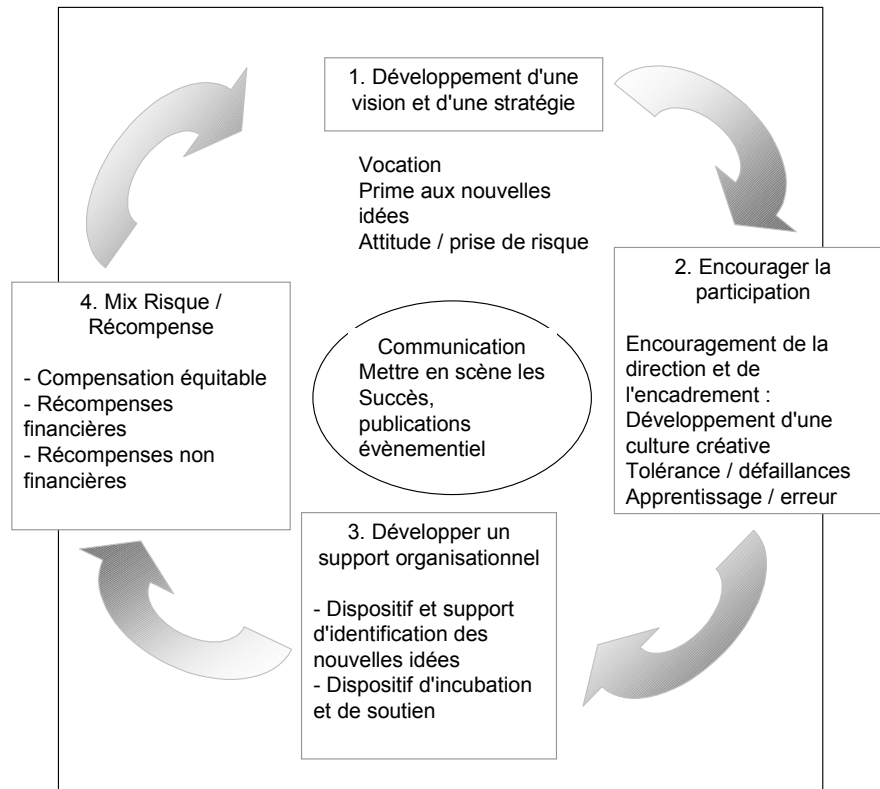 1. Développement d'une
vision et d'une stratégie
Vocation
Prime aux nouvelles
idées
Attitude / prise de risque
2. Encourager la
participation
Encouragement de la
direction et de
l'encadrement :
Développement d'une
culture créative
Tolérance / défaillances
Apprentissage / erreur
3. Développer un
support organisationnel
- Dispositif et support
d'identification des
nouvelles idées
- Dispositif d'incubation
et de soutien
4. Mix Risque /
Récompense
- Compensation équitable
- Récompenses
financières
- Récompenses non
financières
Communication
Mettre en scène les
Succès,
publications
évènementiel